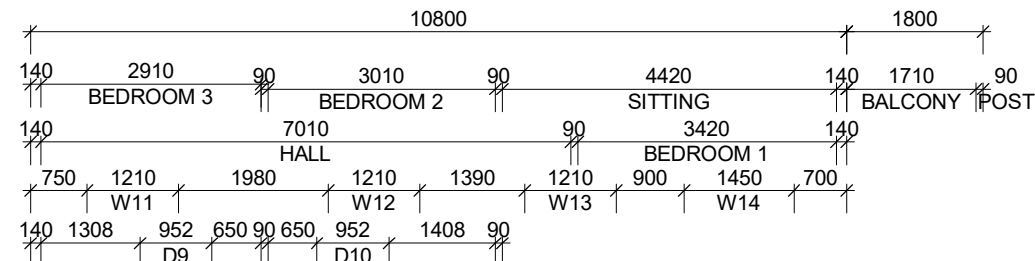 10800 1800
140 2910 90 3010 90 4420 140 1710 90
BEDROOM 3 BEDROOM 2 SITTING BALCONY POST
140 7010 90 3420 140
HALL BEDROOM 1
750 1210 1980 1210 1390 1210 900 1450 700
W11 W12 W13 W14
140 1308 952 650 90 650 952 1408 90
D9 D10